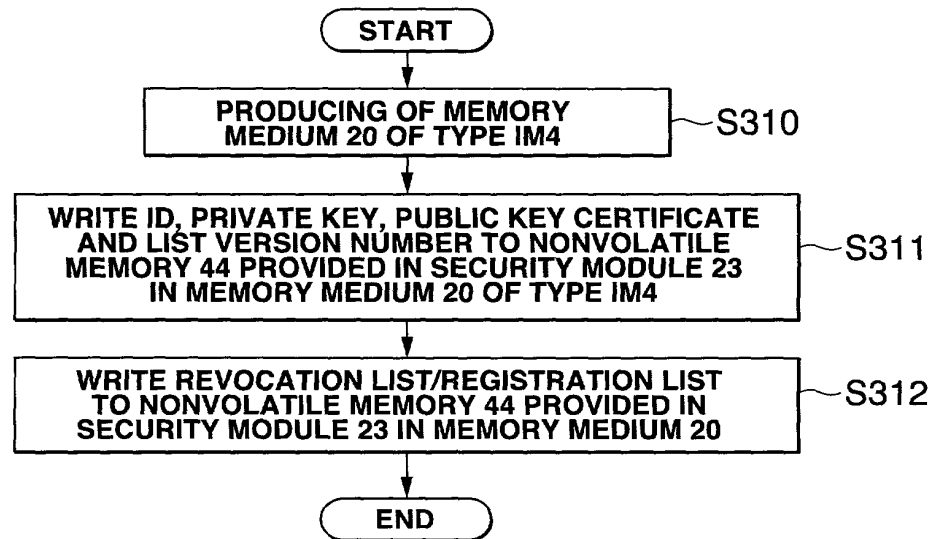 START
PRODUCING OF MEMORY
MEDIUM 20 OF TYPE IM4
S310
WRITE ID, PRIVATE KEY, PUBLIC KEY CERTIFICATE
AND LIST VERSION NUMBER TO NONVOLATILE
MEMORY 44 PROVIDED IN SECURITY MODULE 23
IN MEMORY MEDIUM 20 OF TYPE IM4
S311
WRITE REVOCATION LIST/REGISTRATION LIST
TO NONVOLATILE MEMORY 44 PROVIDED IN
SECURITY MODULE 23 IN MEMORY MEDIUM 20
S312
END